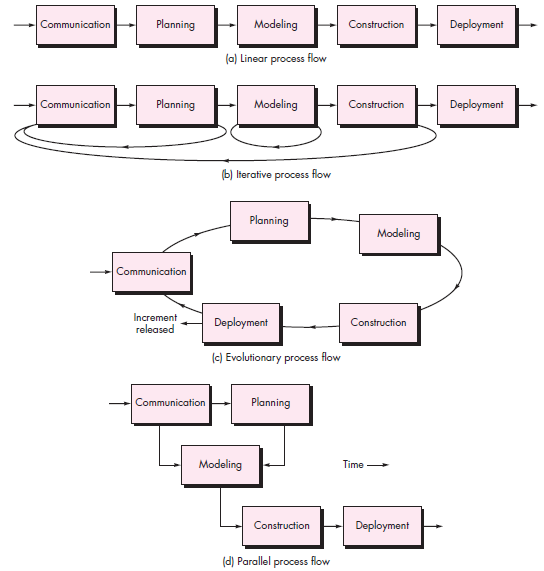 Communication
Planning
Modeling
Construction
Deployment
(a) Linear process flow
Communication
Planning
Modeling
Construction
Deployment
(b) Iterative process flow
Planning
Modeling
Communication
Increment
released
Deployment
Construction
(c) Evolutionary process flow
Communication
Planning
Modeling
Time
Construction
Deployment
(d) Parallel process flow